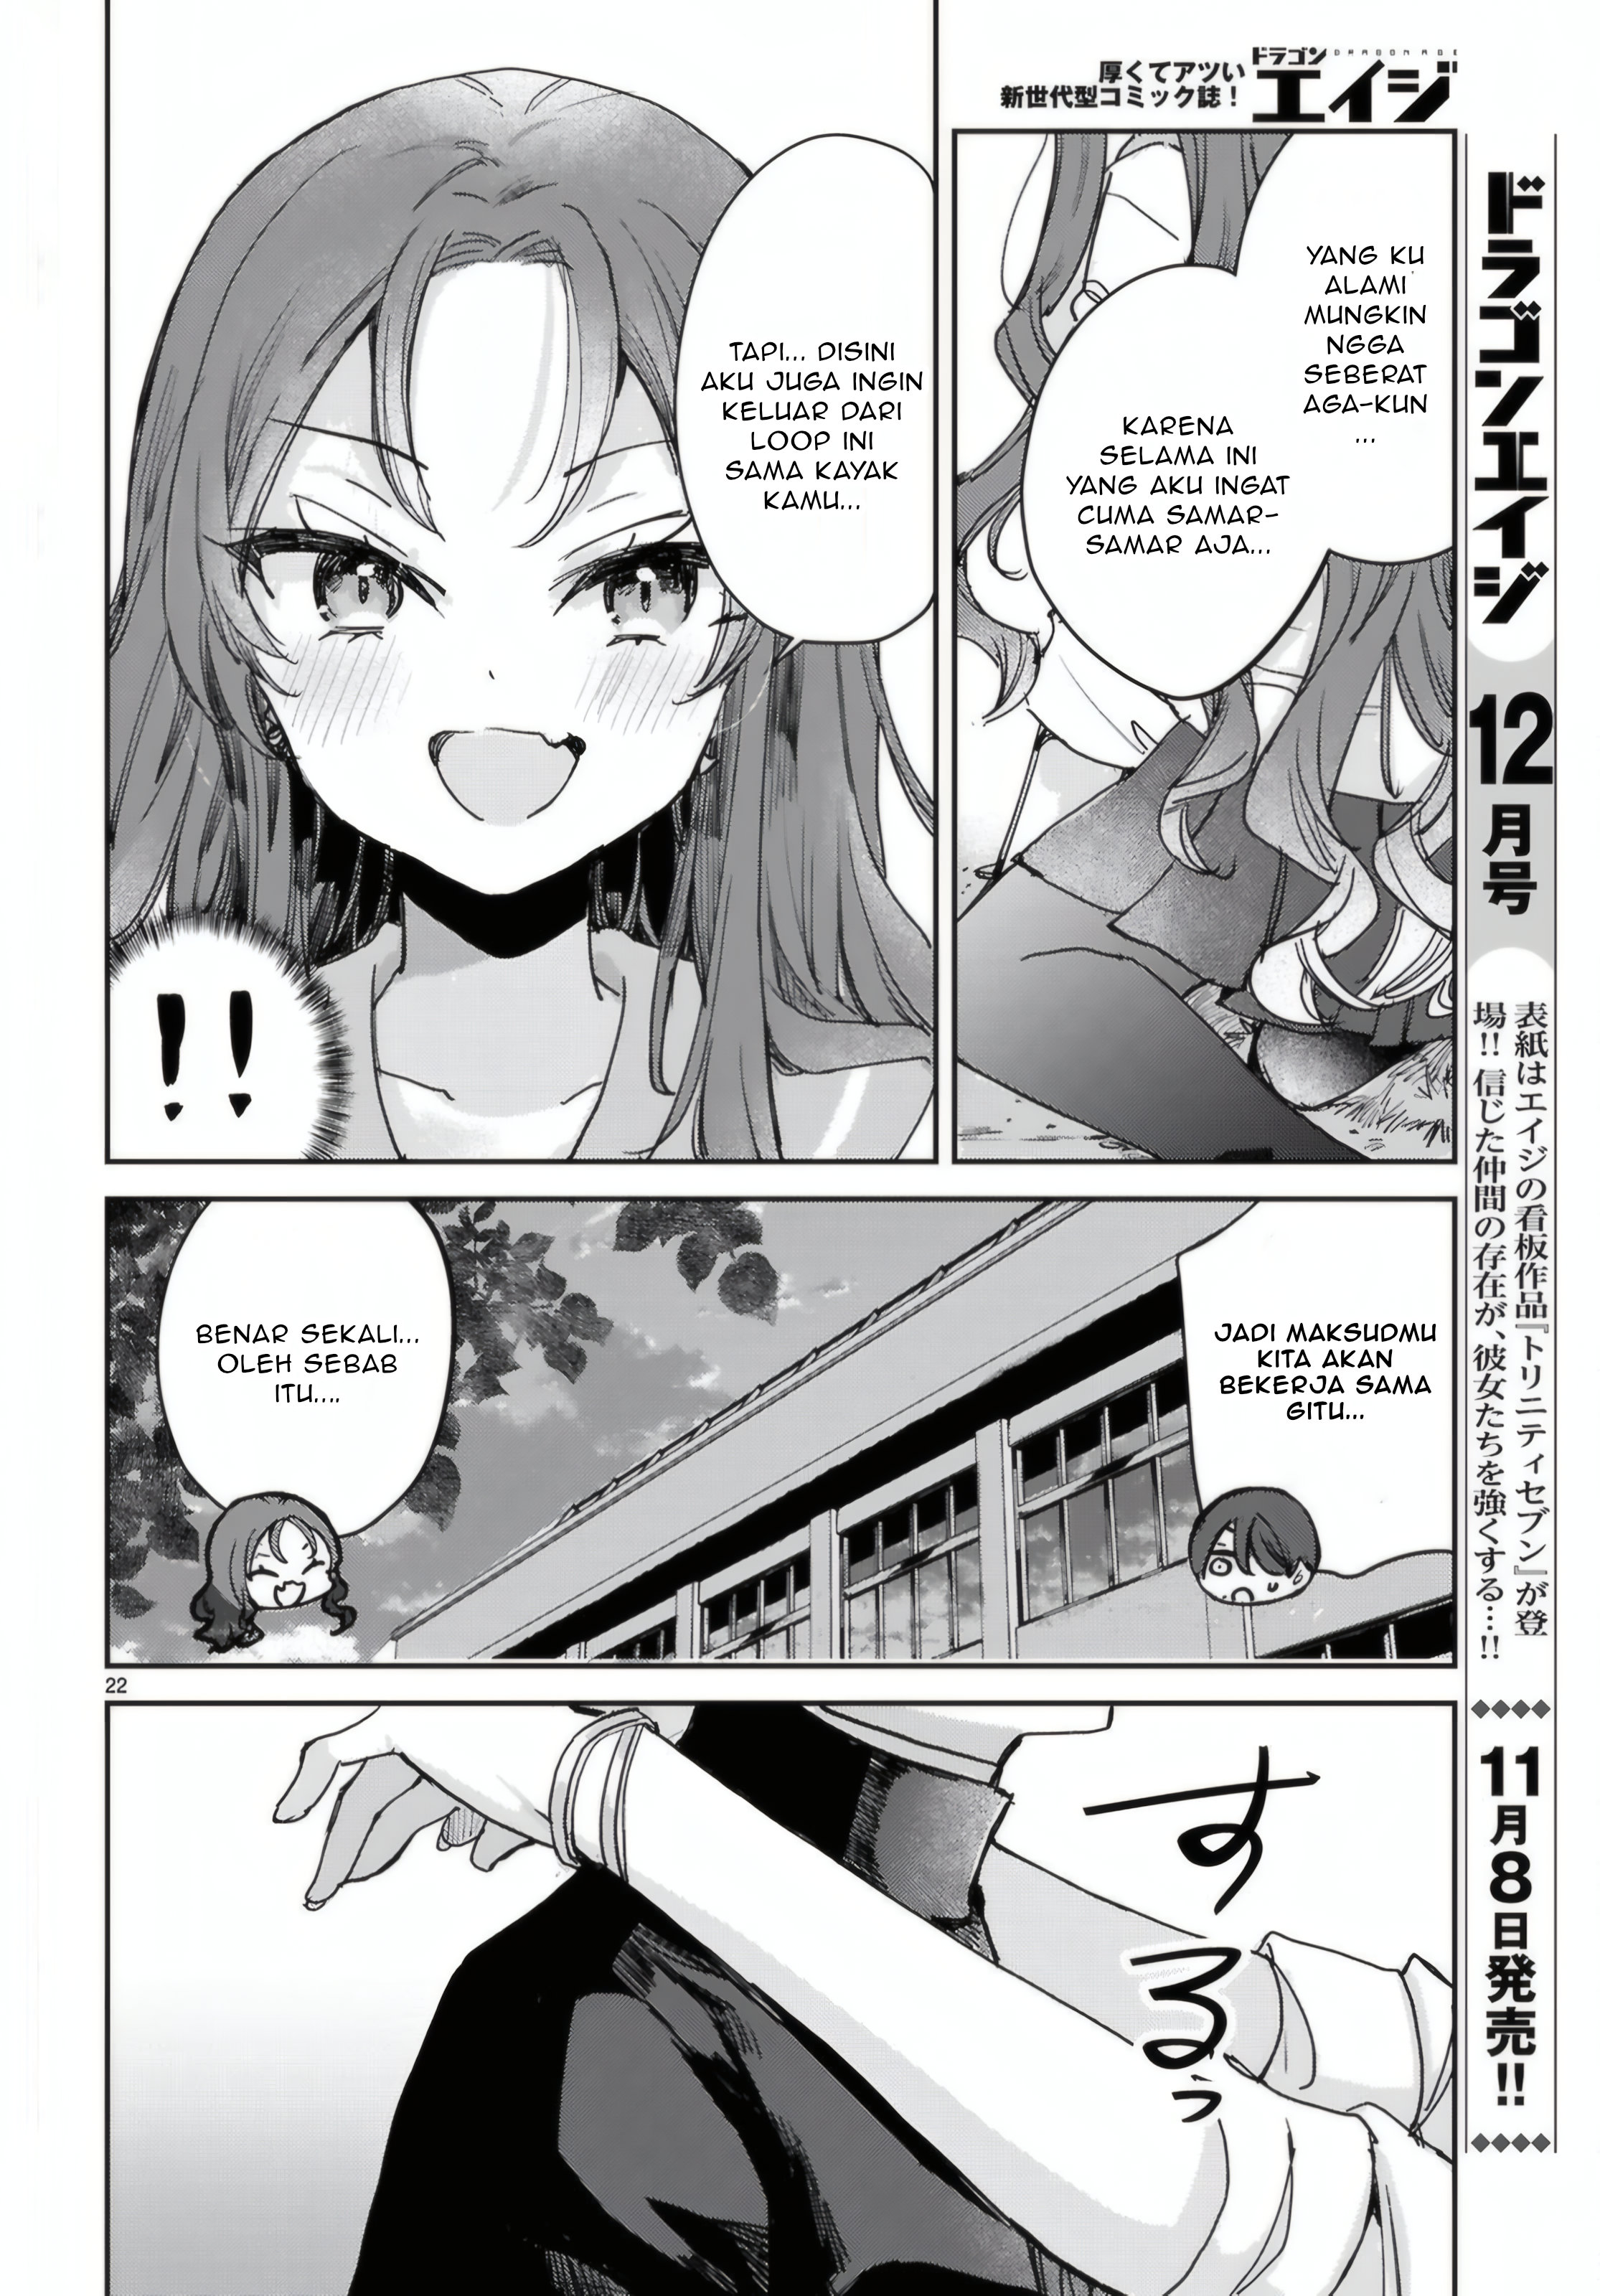 厚くてアツい
新世代型コミック誌！
ドラゴン
DRAGON AGE
エイジ
YANG KU
ALAMI
MUNGKIN
NGGA
SEBERAT
AGA-KUN
...
KARENA
SELAMA INI
YANG AKU INGAT
CUMA SAMAR-
SAMAR AJA...
TAPI... DISINI
AKU JUGA INGIN
KELUAR DARI
LOOP INI
SAMA KAYAK
KAMU...
!!
JADI MAKSUDMU
KITA AKAN
BEKERJA SAMA
GITU...
BENAR SEKALI...
OLEH SEBAB
ITU....
22
するっ
ドラゴンエイジ
12月号
表紙はエイジの看板作品『トリニティセブン』が登
場!! 信じた仲間の存在が、彼女たちを強くする…!!
11月8日発売!!